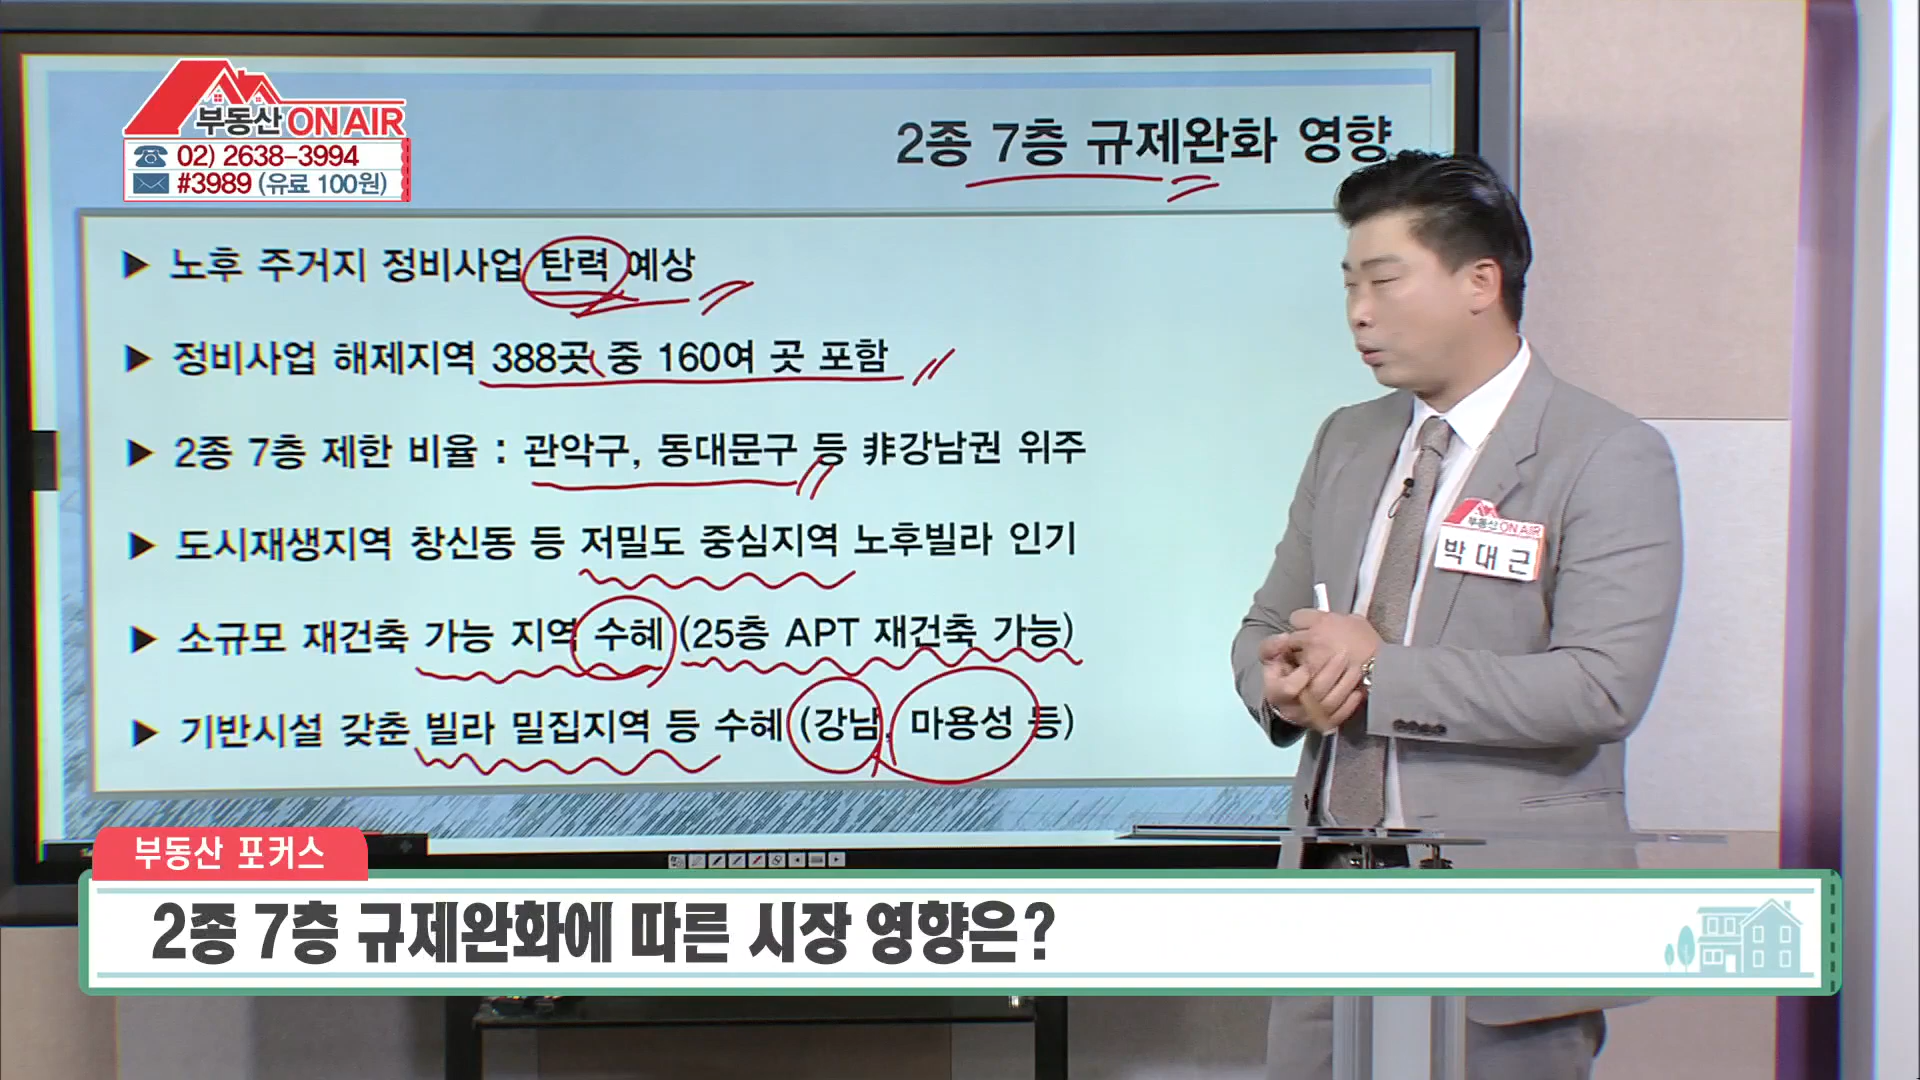 부동산 ON AIR
02) 2638-3994
#3989 (유료 100원)
2종 7층 규제완화 영향
▶ 노후 주거지 정비사업 탄력 예상
▶ 정비사업 해제지역 388곳 중 160여 곳 포함
▶ 2종 7층 제한 비율 : 관악구, 동대문구 등 非강남권 위주
▶ 도시재생지역 창신동 등 저밀도 중심지역 노후빌라 인기
▶ 소규모 재건축 가능 지역 수혜 (25층 APT 재건축 가능)
▶ 기반시설 갖춘 빌라 밀집지역 등 수혜 (강남, 마용성 등)
부동산 ON AIR
박대근
부동산 포커스
2종 7층 규제완화에 따른 시장 영향은?